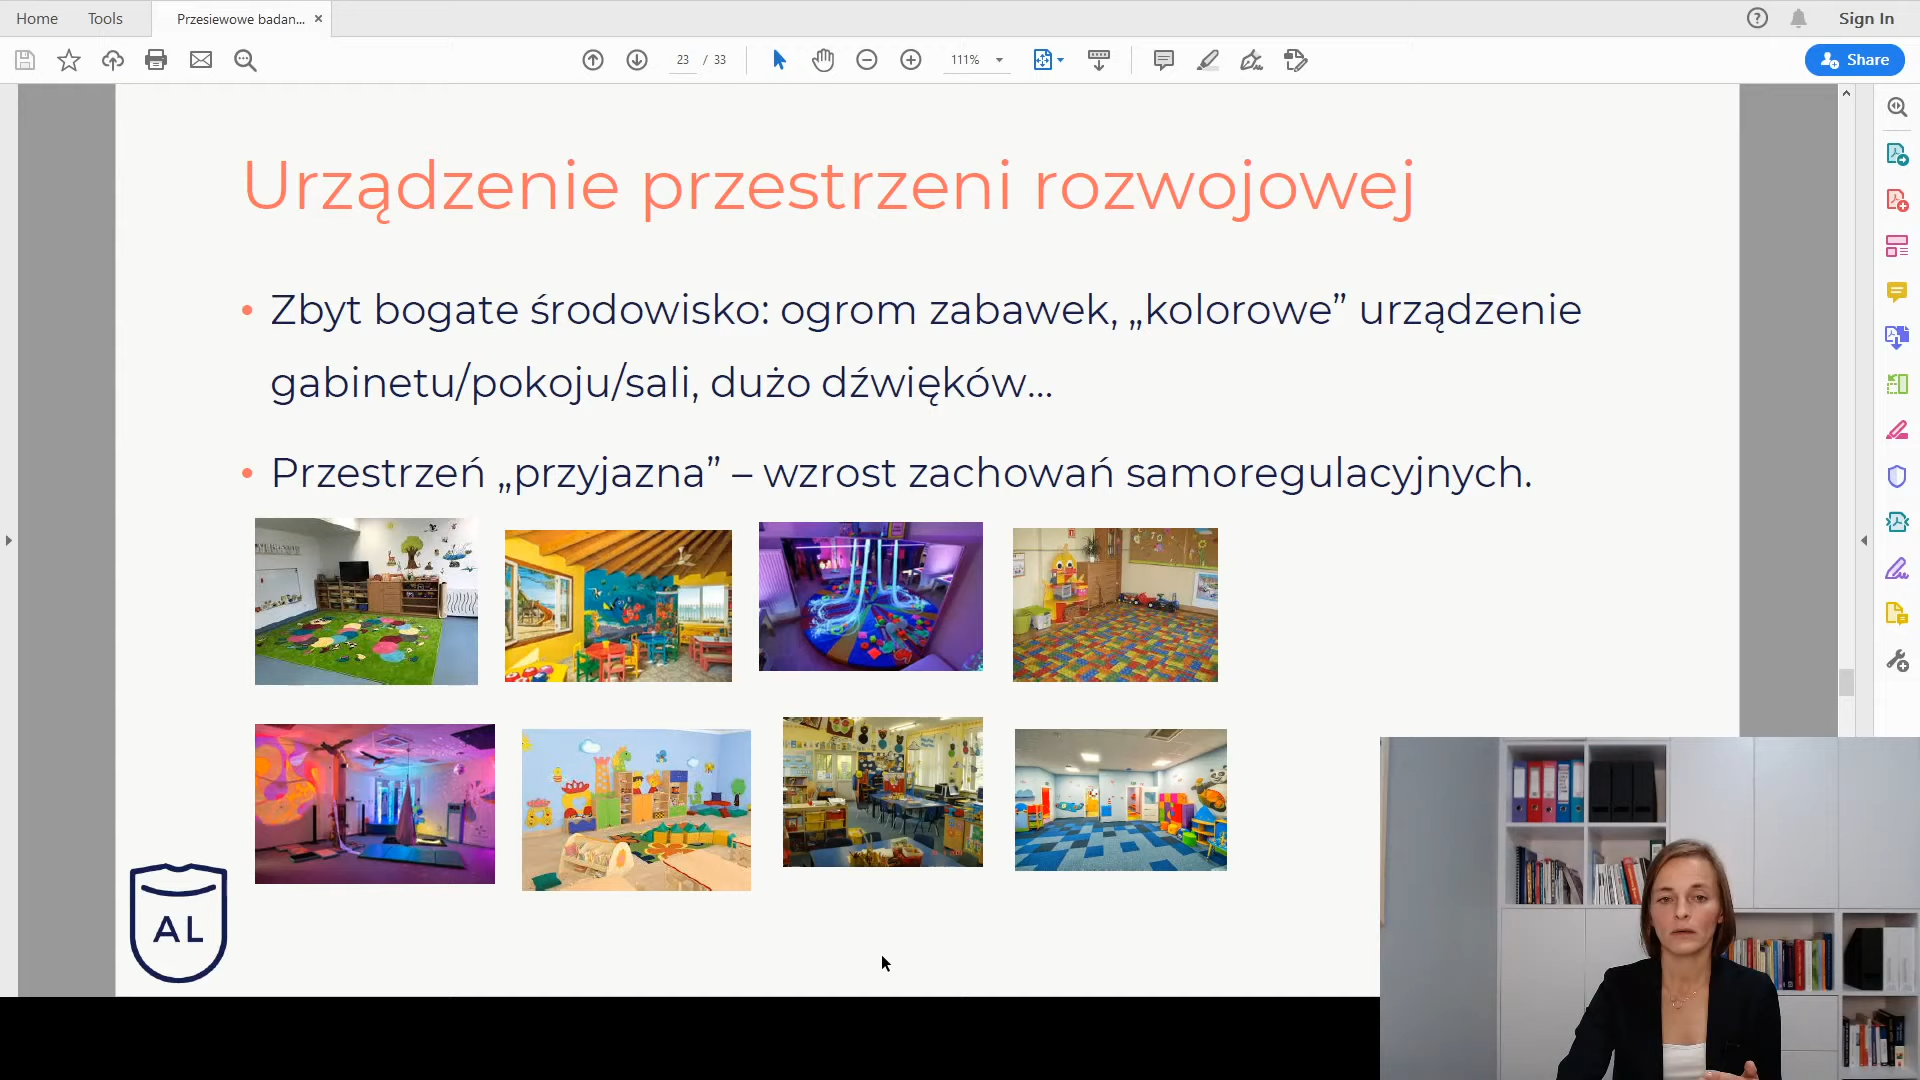 Home
Tools
Przesiewowe badan...
Sign In
23 / 33
111%
Share
Urządzenie przestrzeni rozwojowej
• Zbyt bogate środowisko: ogrom zabawek, „kolorowe” urządzenie
gabinetu/pokoju/sali, dużo dźwięków...
• Przestrzeń „przyjazna” – wzrost zachowań samoregulacyjnych.
AL